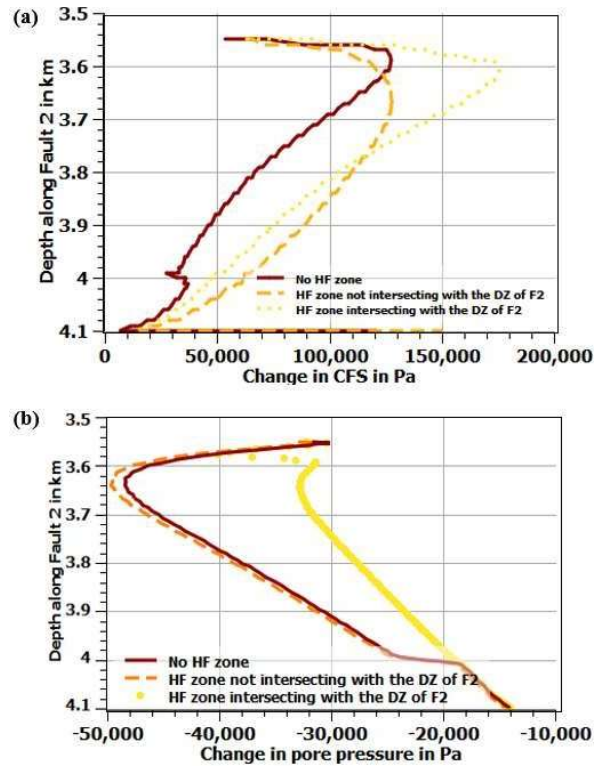 (a)
3.5
3.6
3.7
3.8
3.9
4
4.1
Depth along Fault 2 in km
No HF zone
HF zone not intersecting with the DZ of F2
HF zone intersecting with the DZ of F2
0 50,000 100,000 150,000 200,000
Change in CFS in Pa
(b)
3.5
3.6
3.7
3.8
3.9
4
4.1
Depth along Fault 2 in km
No HF zone
HF zone not intersecting with the DZ of F2
HF zone intersecting with the DZ of F2
-50,000 -40,000 -30,000 -20,000 -10,000
Change in pore pressure in Pa